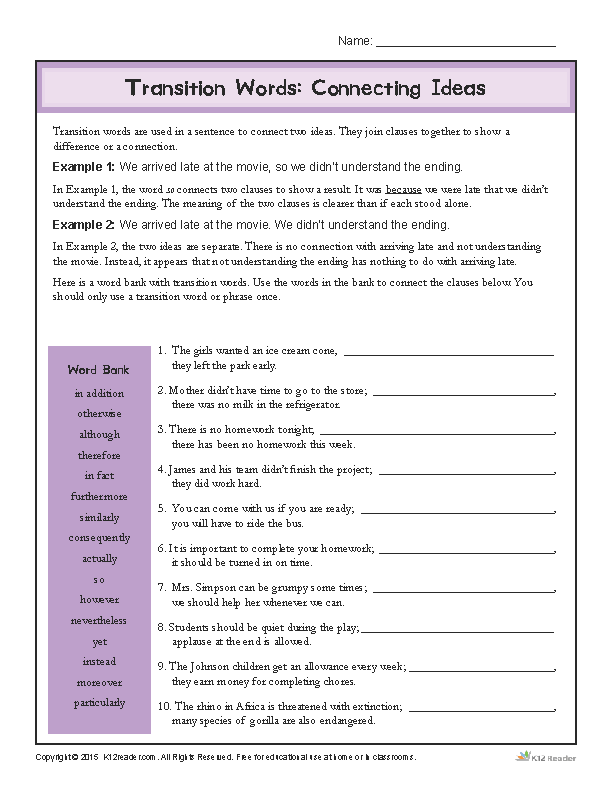 Name: ____________________________
Transition Words: Connecting Ideas
Transition words are used in a sentence to connect two ideas. They join clauses together to show a
difference or a connection.
Example 1: We arrived late at the movie, so we didn't understand the ending.
In Example 1, the word so connects two clauses to show a result. It was because we were late that we didn't
understand the ending. The meaning of the two clauses is clearer than if each stood alone.
Example 2: We arrived late at the movie. We didn't understand the ending.
In Example 2, the two ideas are separate. There is no connection with arriving late and not understanding
the movie. Instead, it appears that not understanding the ending has nothing to do with arriving late.
Here is a word bank with transition words. Use the words in the bank to connect the clauses below. You
should only use a transition word or phrase once.
Word Bank
in addition
otherwise
although
therefore
in fact
furthermore
similarly
consequently
actually
so
however
nevertheless
yet
instead
moreover
particularly
1. The girls wanted an ice cream cone, ____________________________
they left the park early.
2. Mother didn't have time to go to the store; ____________________________,
there was no milk in the refrigerator.
3. There is no homework tonight; ____________________________,
there has been no homework this week.
4. James and his team didn't finish the project; ____________________________,
they did work hard.
5. You can come with us if you are ready; ____________________________,
you will have to ride the bus.
6. It is important to complete your homework; ____________________________,
it should be turned in on time.
7. Mrs. Simpson can be grumpy some times; ____________________________,
we should help her whenever we can.
8. Students should be quiet during the play; ____________________________
applause at the end is allowed.
9. The Johnson children get an allowance every week; ____________________________,
they earn money for completing chores.
10. The rhino in Africa is threatened with extinction; ____________________________,
many species of gorilla are also endangered.
Copyright © 2015 K12reader.com. All Rights Reserved. Free for educational use at home or in classrooms.
K12 Reader